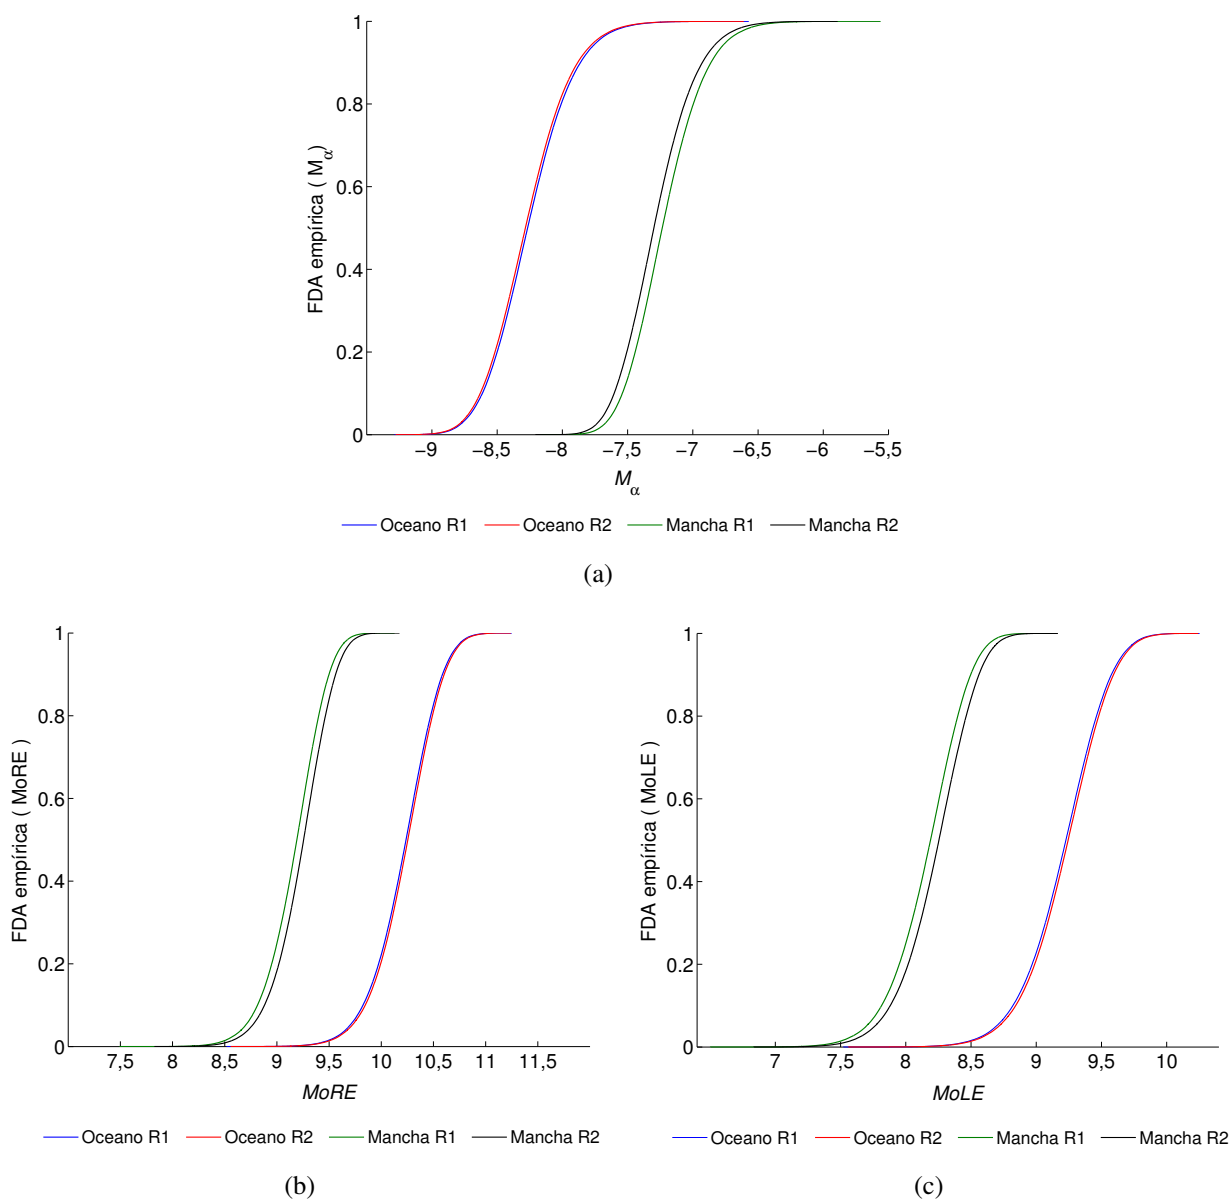 1
0.8
0.6
0.4
0.2
0
FDA empírica ( M_α)
−9 −8,5 −8 −7,5 −7 −6,5 −6 −5,5
M_α
Oceano R1 Oceano R2 Mancha R1 Mancha R2
(a)
1
0.8
0.6
0.4
0.2
0
FDA empírica ( MoRE )
7,5 8 8,5 9 9,5 10 10,5 11 11,5
MoRE
Oceano R1 Oceano R2 Mancha R1 Mancha R2
(b)
1
0.8
0.6
0.4
0.2
0
FDA empírica ( MoLE )
7 7,5 8 8,5 9 9,5 10
MoLE
Oceano R1 Oceano R2 Mancha R1 Mancha R2
(c)